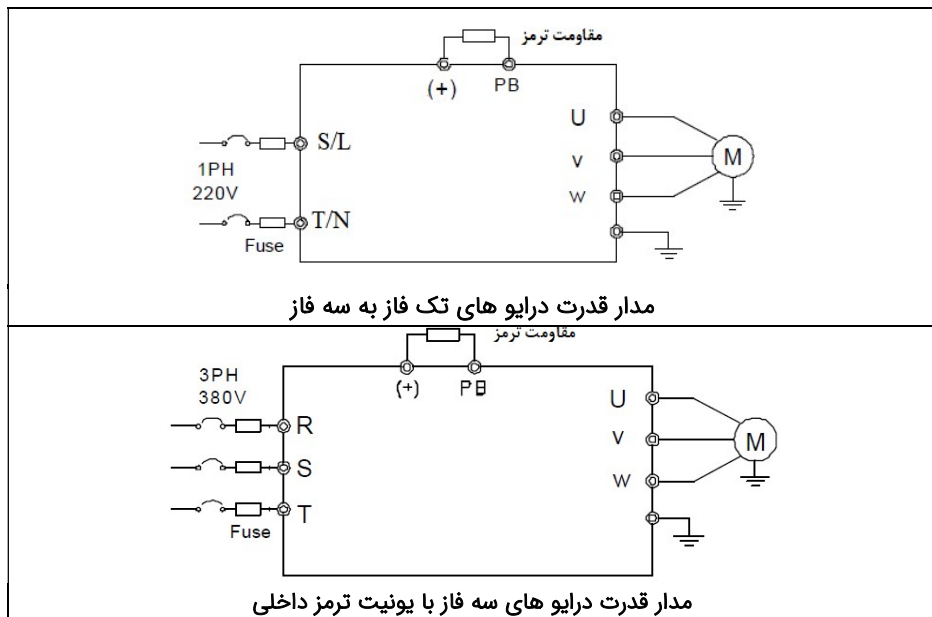 مقاومت ترمز
(+) PB
U
S/L
1PH
220V
V
M
W
T/N
Fuse
مدار قدرت درایو های تک فاز به سه فاز
مقاومت ترمز
(+) PB
3PH
380V
U
R
V
M
S
W
T
Fuse
مدار قدرت درایو های سه فاز با یونیت ترمز داخلی